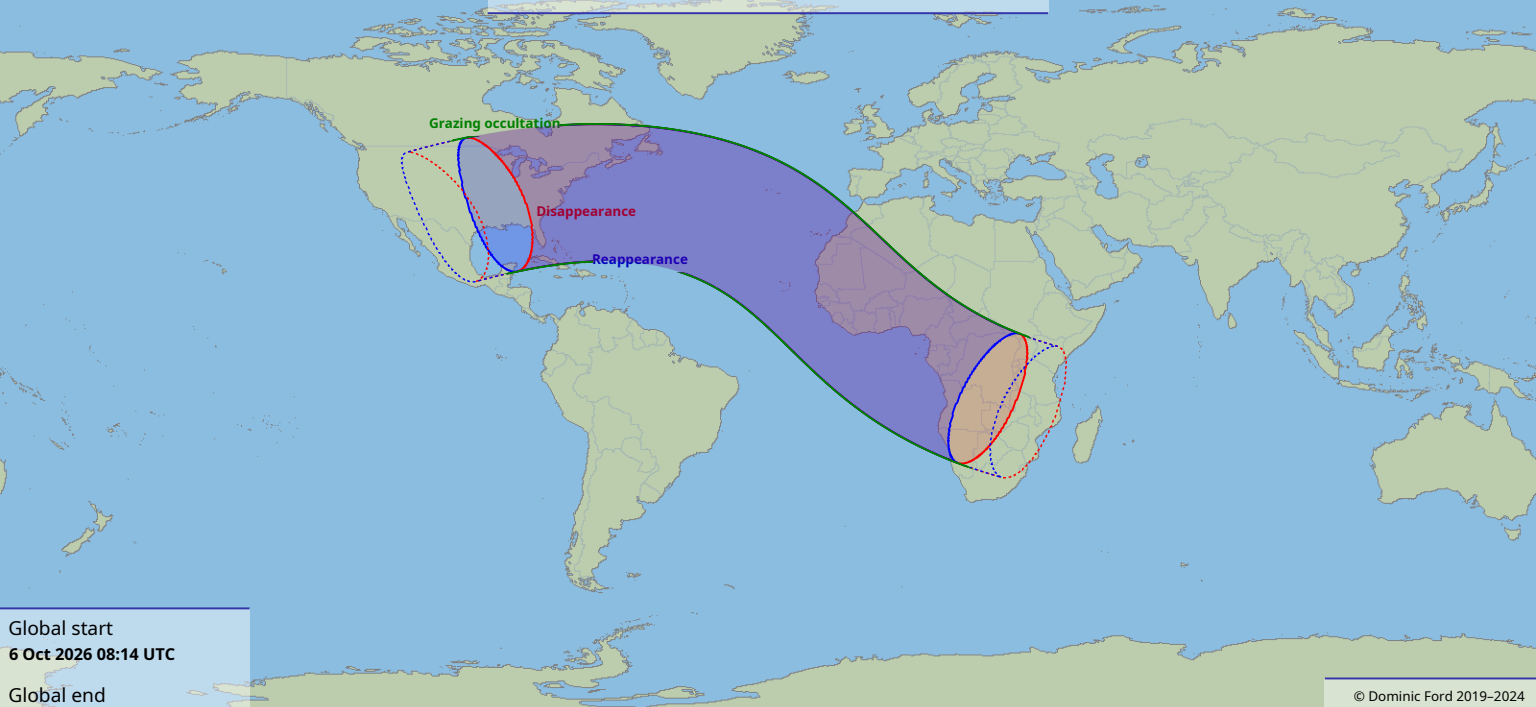 Grazing occultation
Disappearance
Reappearance
Global start
6 Oct 2026 08:14 UTC
Global end
© Dominic Ford 2019–2024